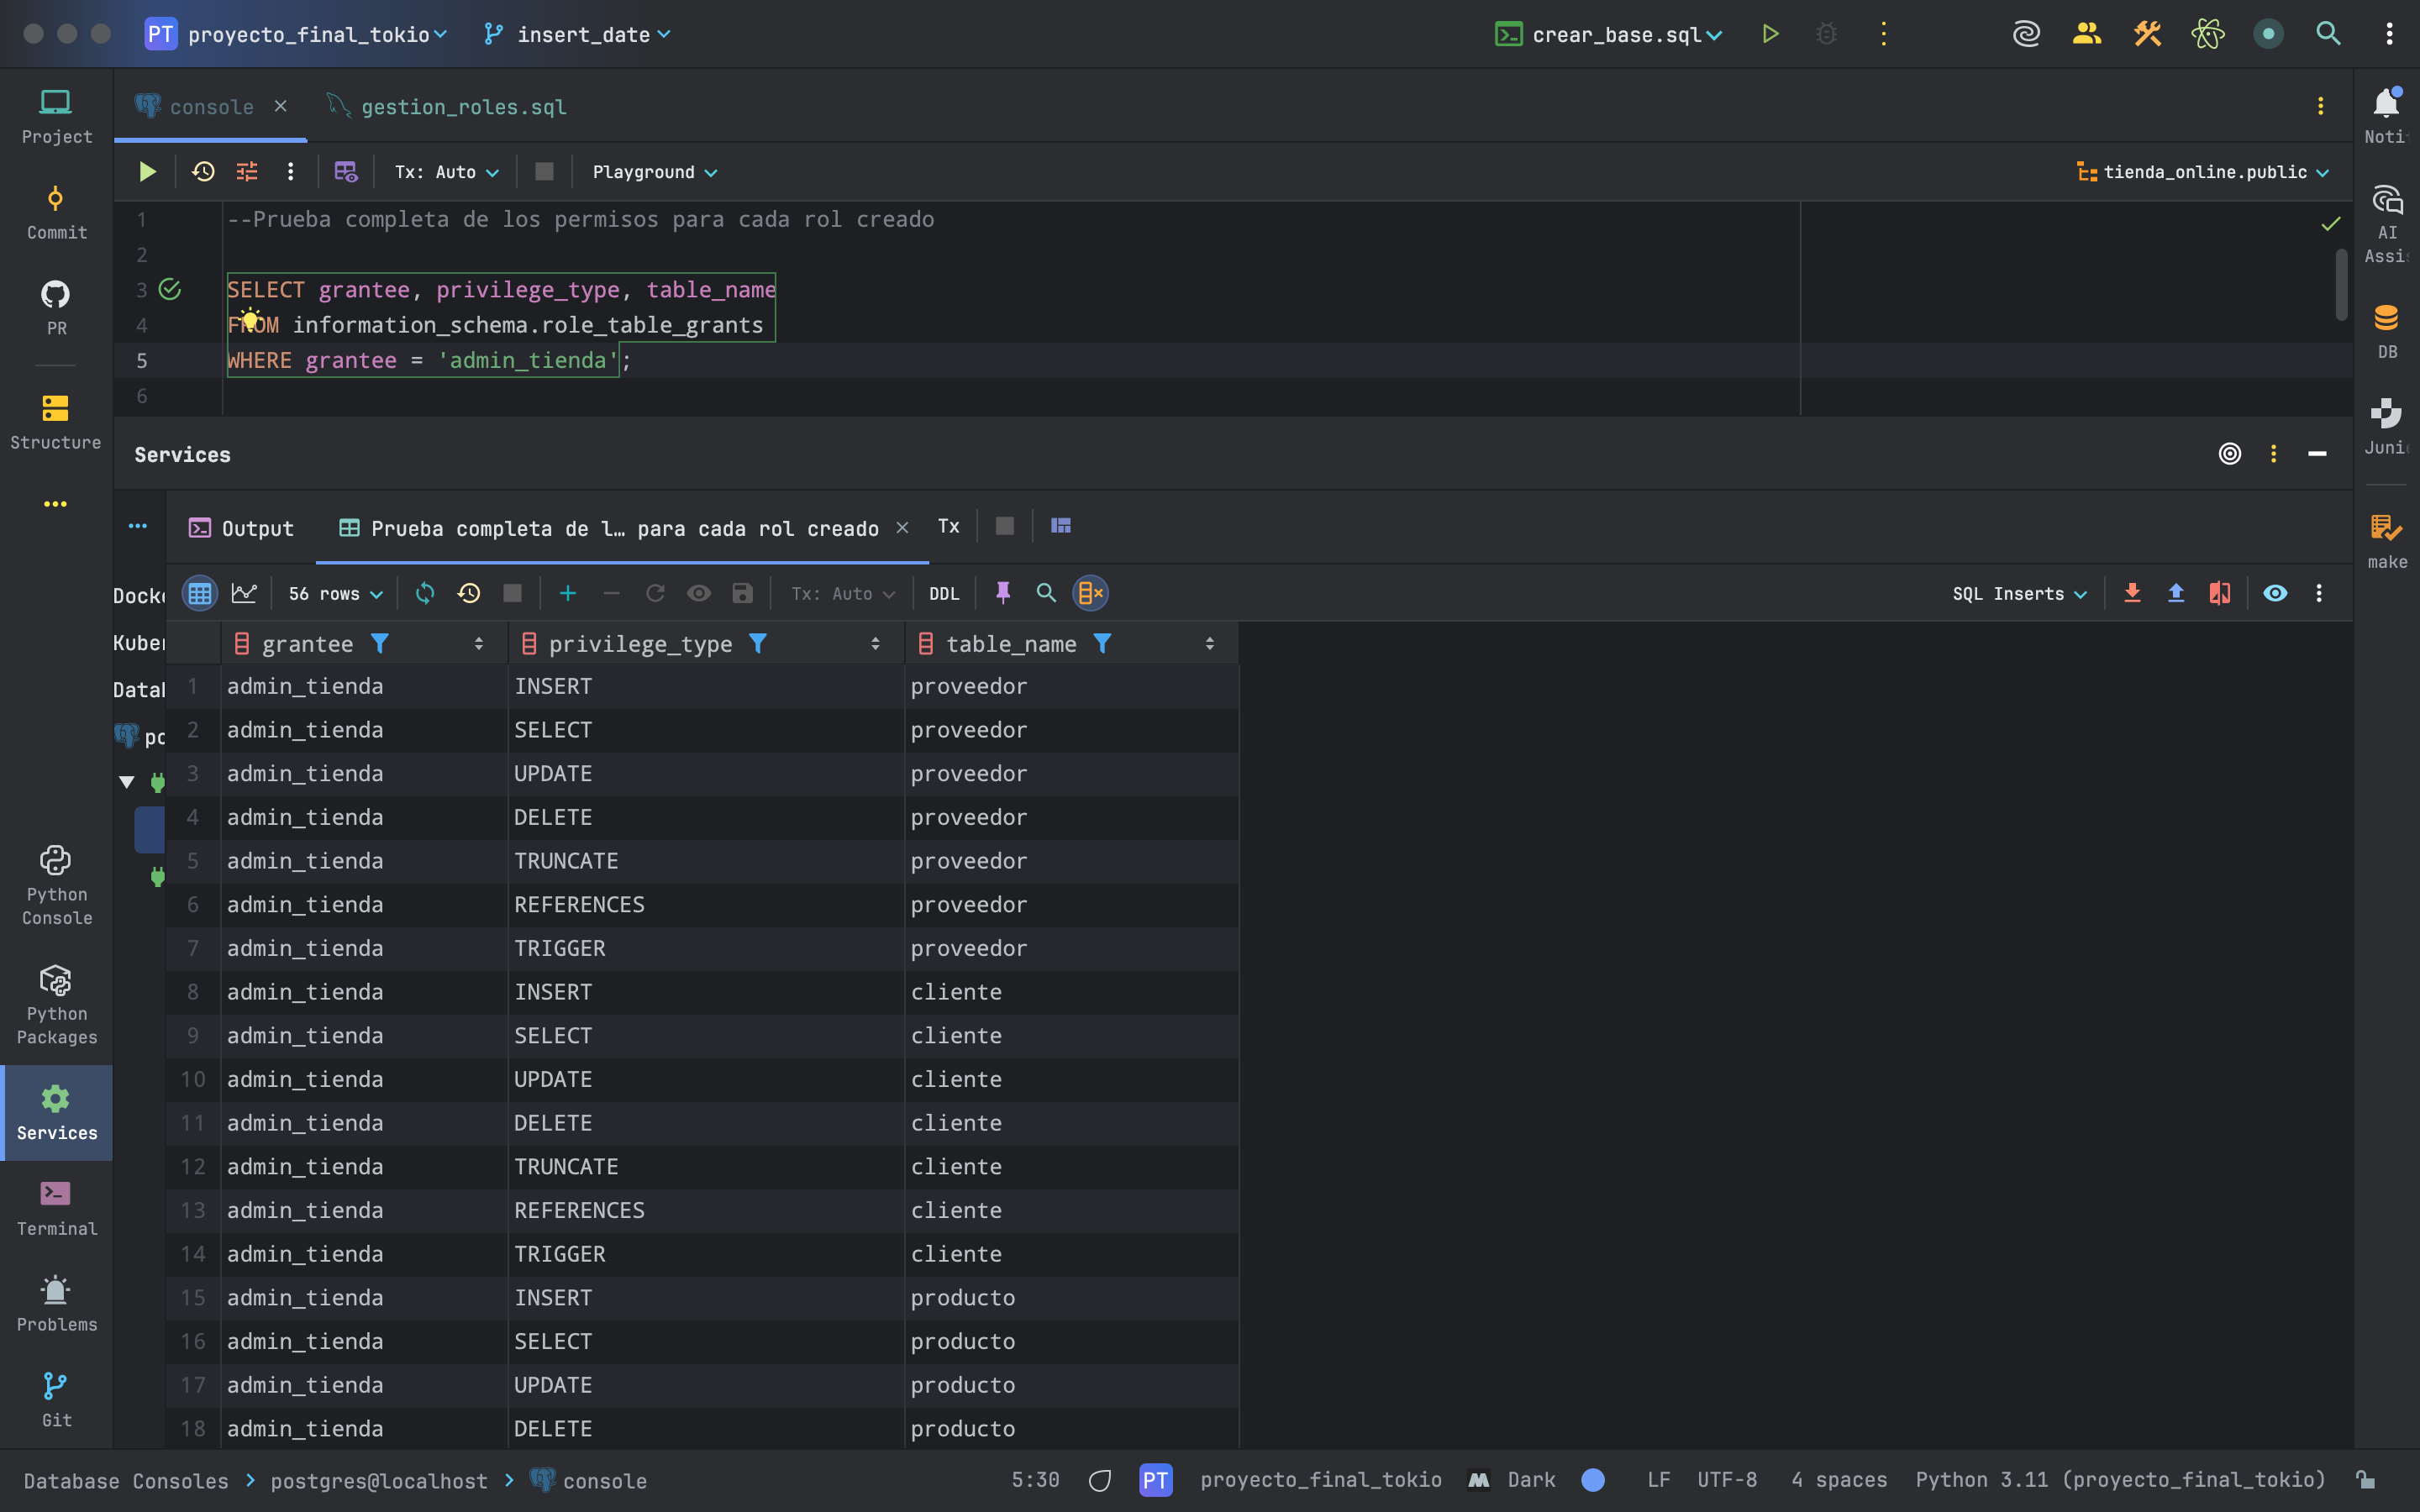 PT proyecto_final_tokio insert_date crear_base.sql
console gestion_roles.sql
Tx: Auto Playground tienda_online.public
1 --Prueba completa de los permisos para cada rol creado
2
3 SELECT grantee, privilege_type, table_name
4 FROM information_schema.role_table_grants
5 WHERE grantee = 'admin_tienda';
6
Project
Commit
PR
Structure
Python
Console
Python
Packages
Services
Terminal
Problems
Git
Services
Output Prueba completa de l… para cada rol creado Tx
56 rows Tx: Auto DDL SQL Inserts
Docke
Kuber
Datal
po
grantee privilege_type table_name
1 admin_tienda INSERT proveedor
2 admin_tienda SELECT proveedor
3 admin_tienda UPDATE proveedor
4 admin_tienda DELETE proveedor
5 admin_tienda TRUNCATE proveedor
6 admin_tienda REFERENCES proveedor
7 admin_tienda TRIGGER proveedor
8 admin_tienda INSERT cliente
9 admin_tienda SELECT cliente
10 admin_tienda UPDATE cliente
11 admin_tienda DELETE cliente
12 admin_tienda TRUNCATE cliente
13 admin_tienda REFERENCES cliente
14 admin_tienda TRIGGER cliente
15 admin_tienda INSERT producto
16 admin_tienda SELECT producto
17 admin_tienda UPDATE producto
18 admin_tienda DELETE producto
Noti
AI
Assi
DB
Juni
make
Database Consoles > postgres@localhost > console 5:30 PT proyecto_final_tokio Dark LF UTF-8 4 spaces Python 3.11 (proyecto_final_tokio)